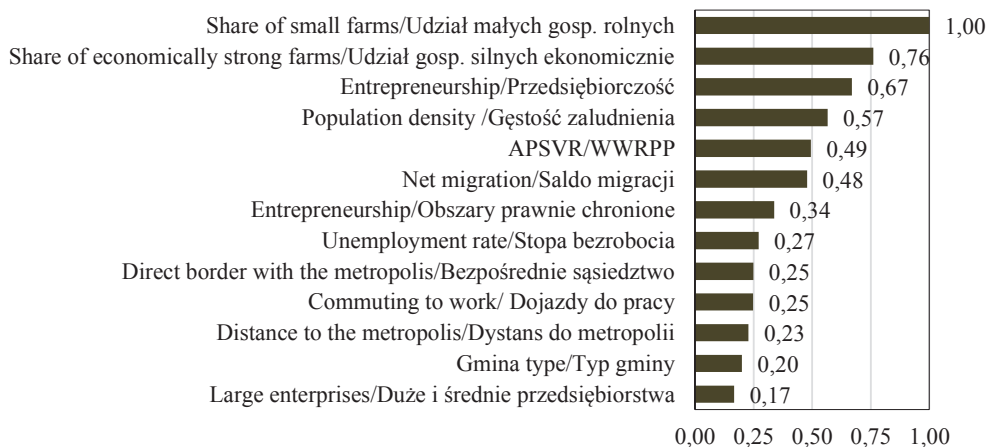 Share of small farms/Udział małych gosp. rolnych 1,00
Share of economically strong farms/Udział gosp. silnych ekonomicznie 0,76
Entrepreneurship/Przedsiębiorczość 0,67
Population density /Gęstość zaludnienia 0,57
APSVR/WWRPP 0,49
Net migration/Saldo migracji 0,48
Entrepreneurship/Obszary prawnie chronione 0,34
Unemployment rate/Stopa bezrobocia 0,27
Direct border with the metropolis/Bezpośrednie sąsiedztwo 0,25
Commuting to work/ Dojazdy do pracy 0,25
Distance to the metropolis/Dystans do metropolii 0,23
Gmina type/Typ gminy 0,20
Large enterprises/Duże i średnie przedsiębiorstwa 0,17
0,00 0,25 0,50 0,75 1,00